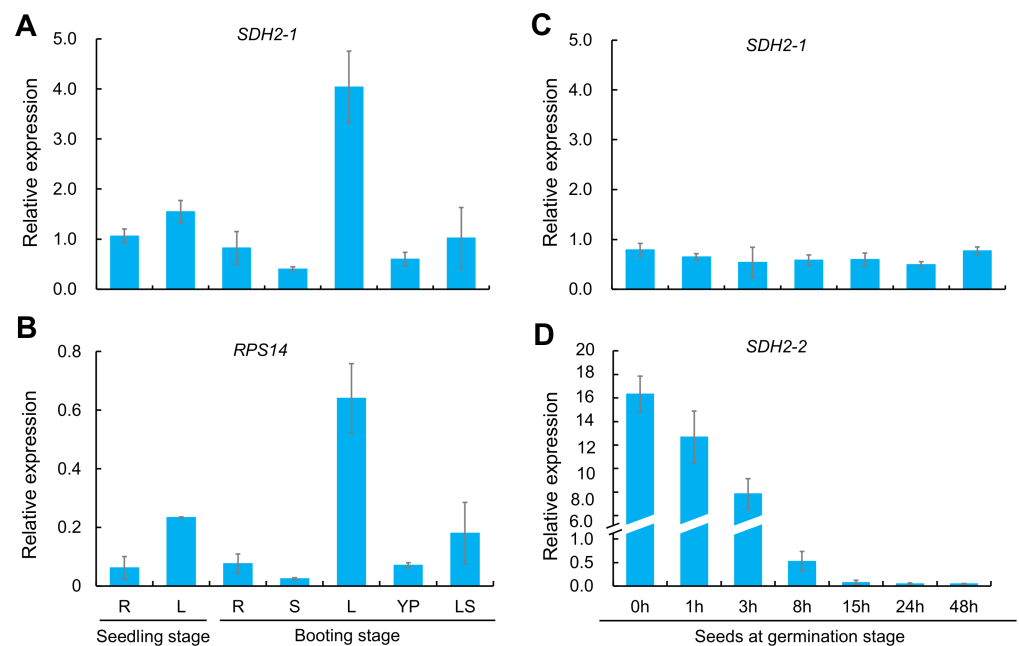 A
SDH2-1
Relative expression
5.0
4.0
3.0
2.0
1.0
0.0
B
RPS14
Relative expression
0.8
0.6
0.4
0.2
0
R L R S L YP LS
Seedling stage Booting stage
C
SDH2-1
Relative expression
5.0
4.0
3.0
2.0
1.0
0.0
D
SDH2-2
Relative expression
20
18
16
14
12
10
8.0
6.0
1.0
0.5
0.0
0h 1h 3h 8h 15h 24h 48h
Seeds at germination stage